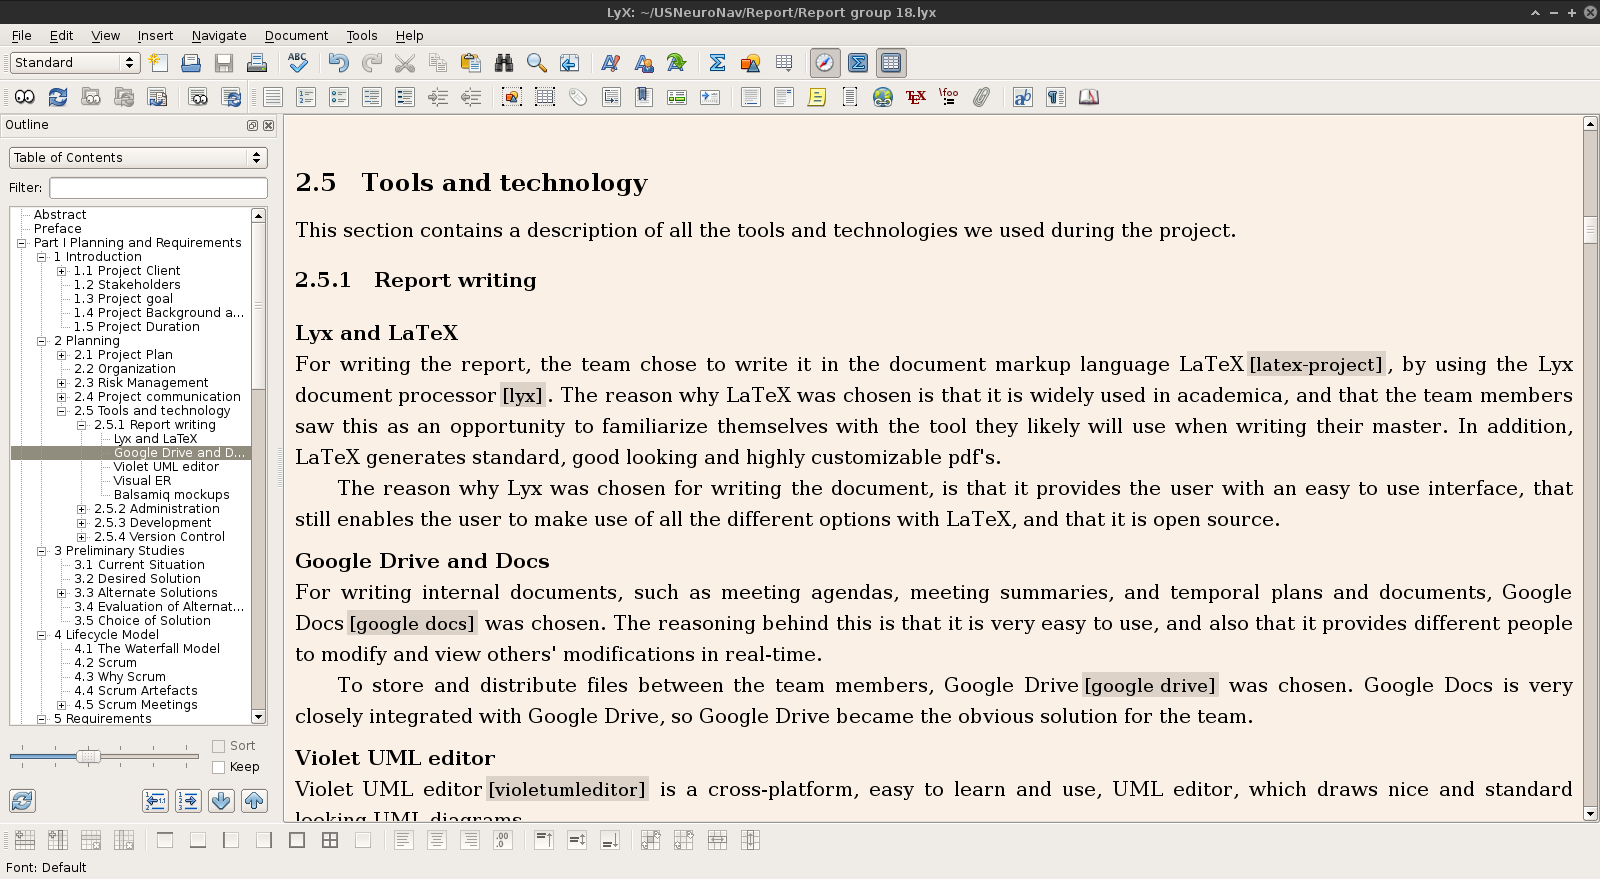 LyX: ~/USNeuroNav/Report/Report group 18.lyx
File Edit View Insert Navigate Document Tools Help
Standard
ABC
TEX
\foo
ab
Outline
Table of Contents
Filter:
Abstract
Preface
Part I Planning and Requirements
1 Introduction
1.1 Project Client
1.2 Stakeholders
1.3 Project goal
1.4 Project Background a...
1.5 Project Duration
2 Planning
2.1 Project Plan
2.2 Organization
2.3 Risk Management
2.4 Project communication
2.5 Tools and technology
2.5.1 Report writing
Lyx and LaTeX
Google Drive and D...
Violet UML editor
Visual ER
Balsamiq mockups
2.5.2 Administration
2.5.3 Development
2.5.4 Version Control
3 Preliminary Studies
3.1 Current Situation
3.2 Desired Solution
3.3 Alternate Solutions
3.4 Evaluation of Alternat...
3.5 Choice of Solution
4 Lifecycle Model
4.1 The Waterfall Model
4.2 Scrum
4.3 Why Scrum
4.4 Scrum Artefacts
4.5 Scrum Meetings
5 Requirements
Sort
Keep
2.5 Tools and technology
This section contains a description of all the tools and technologies we used during the project.
2.5.1 Report writing
Lyx and LaTeX
For writing the report, the team chose to write it in the document markup language LaTeX [latex-project] , by using the Lyx
document processor [lyx] . The reason why LaTeX was chosen is that it is widely used in academica, and that the team members
saw this as an opportunity to familiarize themselves with the tool they likely will use when writing their master. In addition,
LaTeX generates standard, good looking and highly customizable pdf's.
The reason why Lyx was chosen for writing the document, is that it provides the user with an easy to use interface, that
still enables the user to make use of all the different options with LaTeX, and that it is open source.
Google Drive and Docs
For writing internal documents, such as meeting agendas, meeting summaries, and temporal plans and documents, Google
Docs [google docs] was chosen. The reasoning behind this is that it is very easy to use, and also that it provides different people
to modify and view others' modifications in real-time.
To store and distribute files between the team members, Google Drive [google drive] was chosen. Google Docs is very
closely integrated with Google Drive, so Google Drive became the obvious solution for the team.
Violet UML editor
Violet UML editor [violetumleditor] is a cross-platform, easy to learn and use, UML editor, which draws nice and standard
looking UML diagrams.
.00
.0
Font: Default